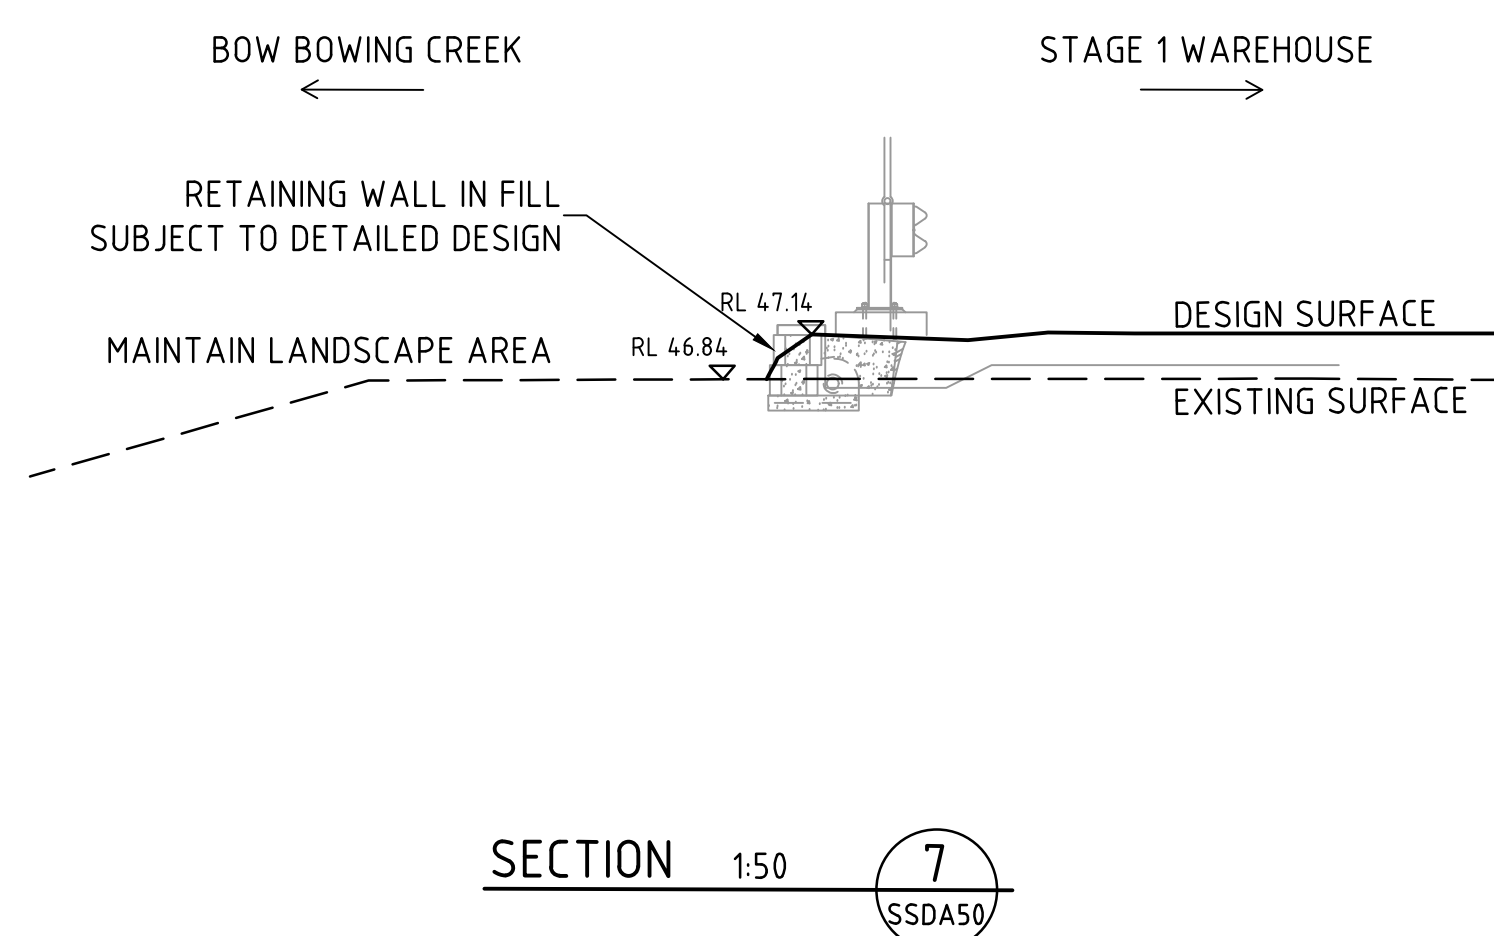 BOW BOWING CREEK
STAGE 1 WAREHOUSE
RETAINING WALL IN FILL
SUBJECT TO DETAILED DESIGN
RL 47.14
DESIGN SURFACE
RL 46.84
MAINTAIN LANDSCAPE AREA
EXISTING SURFACE
SECTION 1:50
7
SSDA50